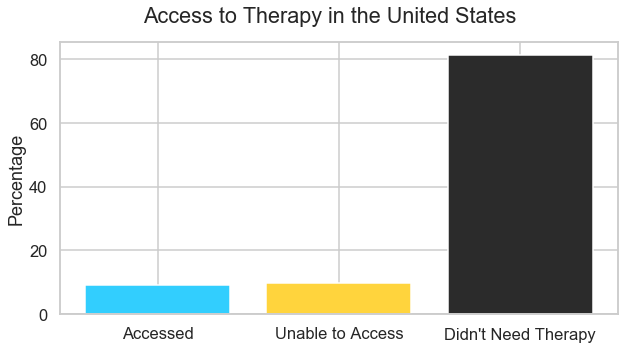 Access to Therapy in the United States
Percentage
80
60
40
20
0
Accessed
Unable to Access
Didn't Need Therapy